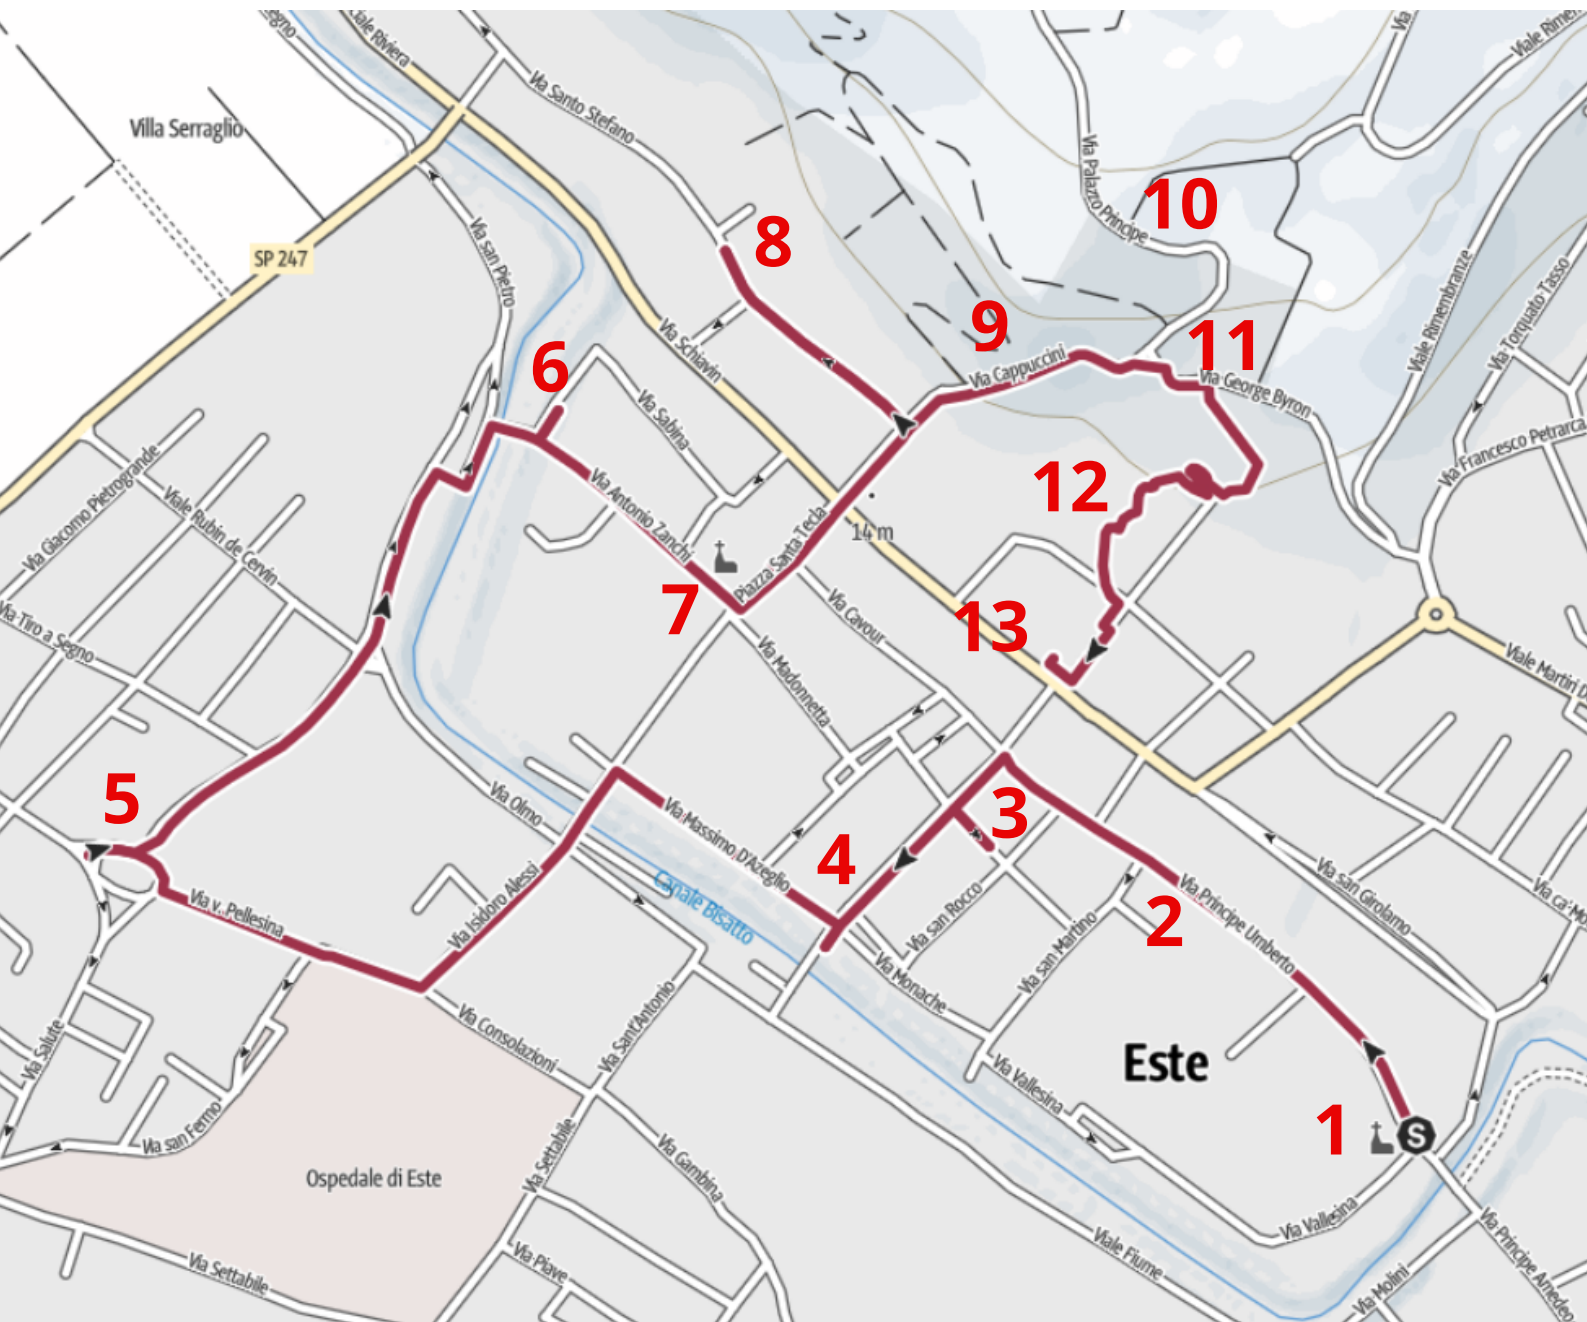 ciale Riviera
Via Santo Stefano
Viale Rimem
Via
Villa Serraglio
SP 247
Via san Pietro
Via Palazzo Principe
10
8
9
11
6
Via Schiavin
Via Cappuccini
Via George Byron
Viale Rimembranze
Via Torquato Tasso
Via Francesco Petrarca
Via Sabina
Via Giacomo Pietrogrande
Viale Rubin de Cervin
Via Antonio Zanchi
12
14 m
Piazza Santa Tecla
7
Via Cavour
13
Via Tiro a Segno
Via Madonnetta
Viale Martiri D
5
Via Olmo
Via Massimo D'Azeglio
3
4
Canale Bisatto
Via v. Pellesina
Via Isidoro Alessi
Via san Rocco
Via san Martino
Via Principe Umberto
2
Via san Girolamo
Via ca' Mo
Via Monache
Via Sant'Antonio
Via Consolazioni
Via Salute
Este
Via Vallesina
1
S
Via san Fermo
Ospedale di Este
Via Settabile
Via Gambina
Via Vallesina
Viale Fiume
Via Settabile
Via Piave
Via Molini
Via Principe Amedeo